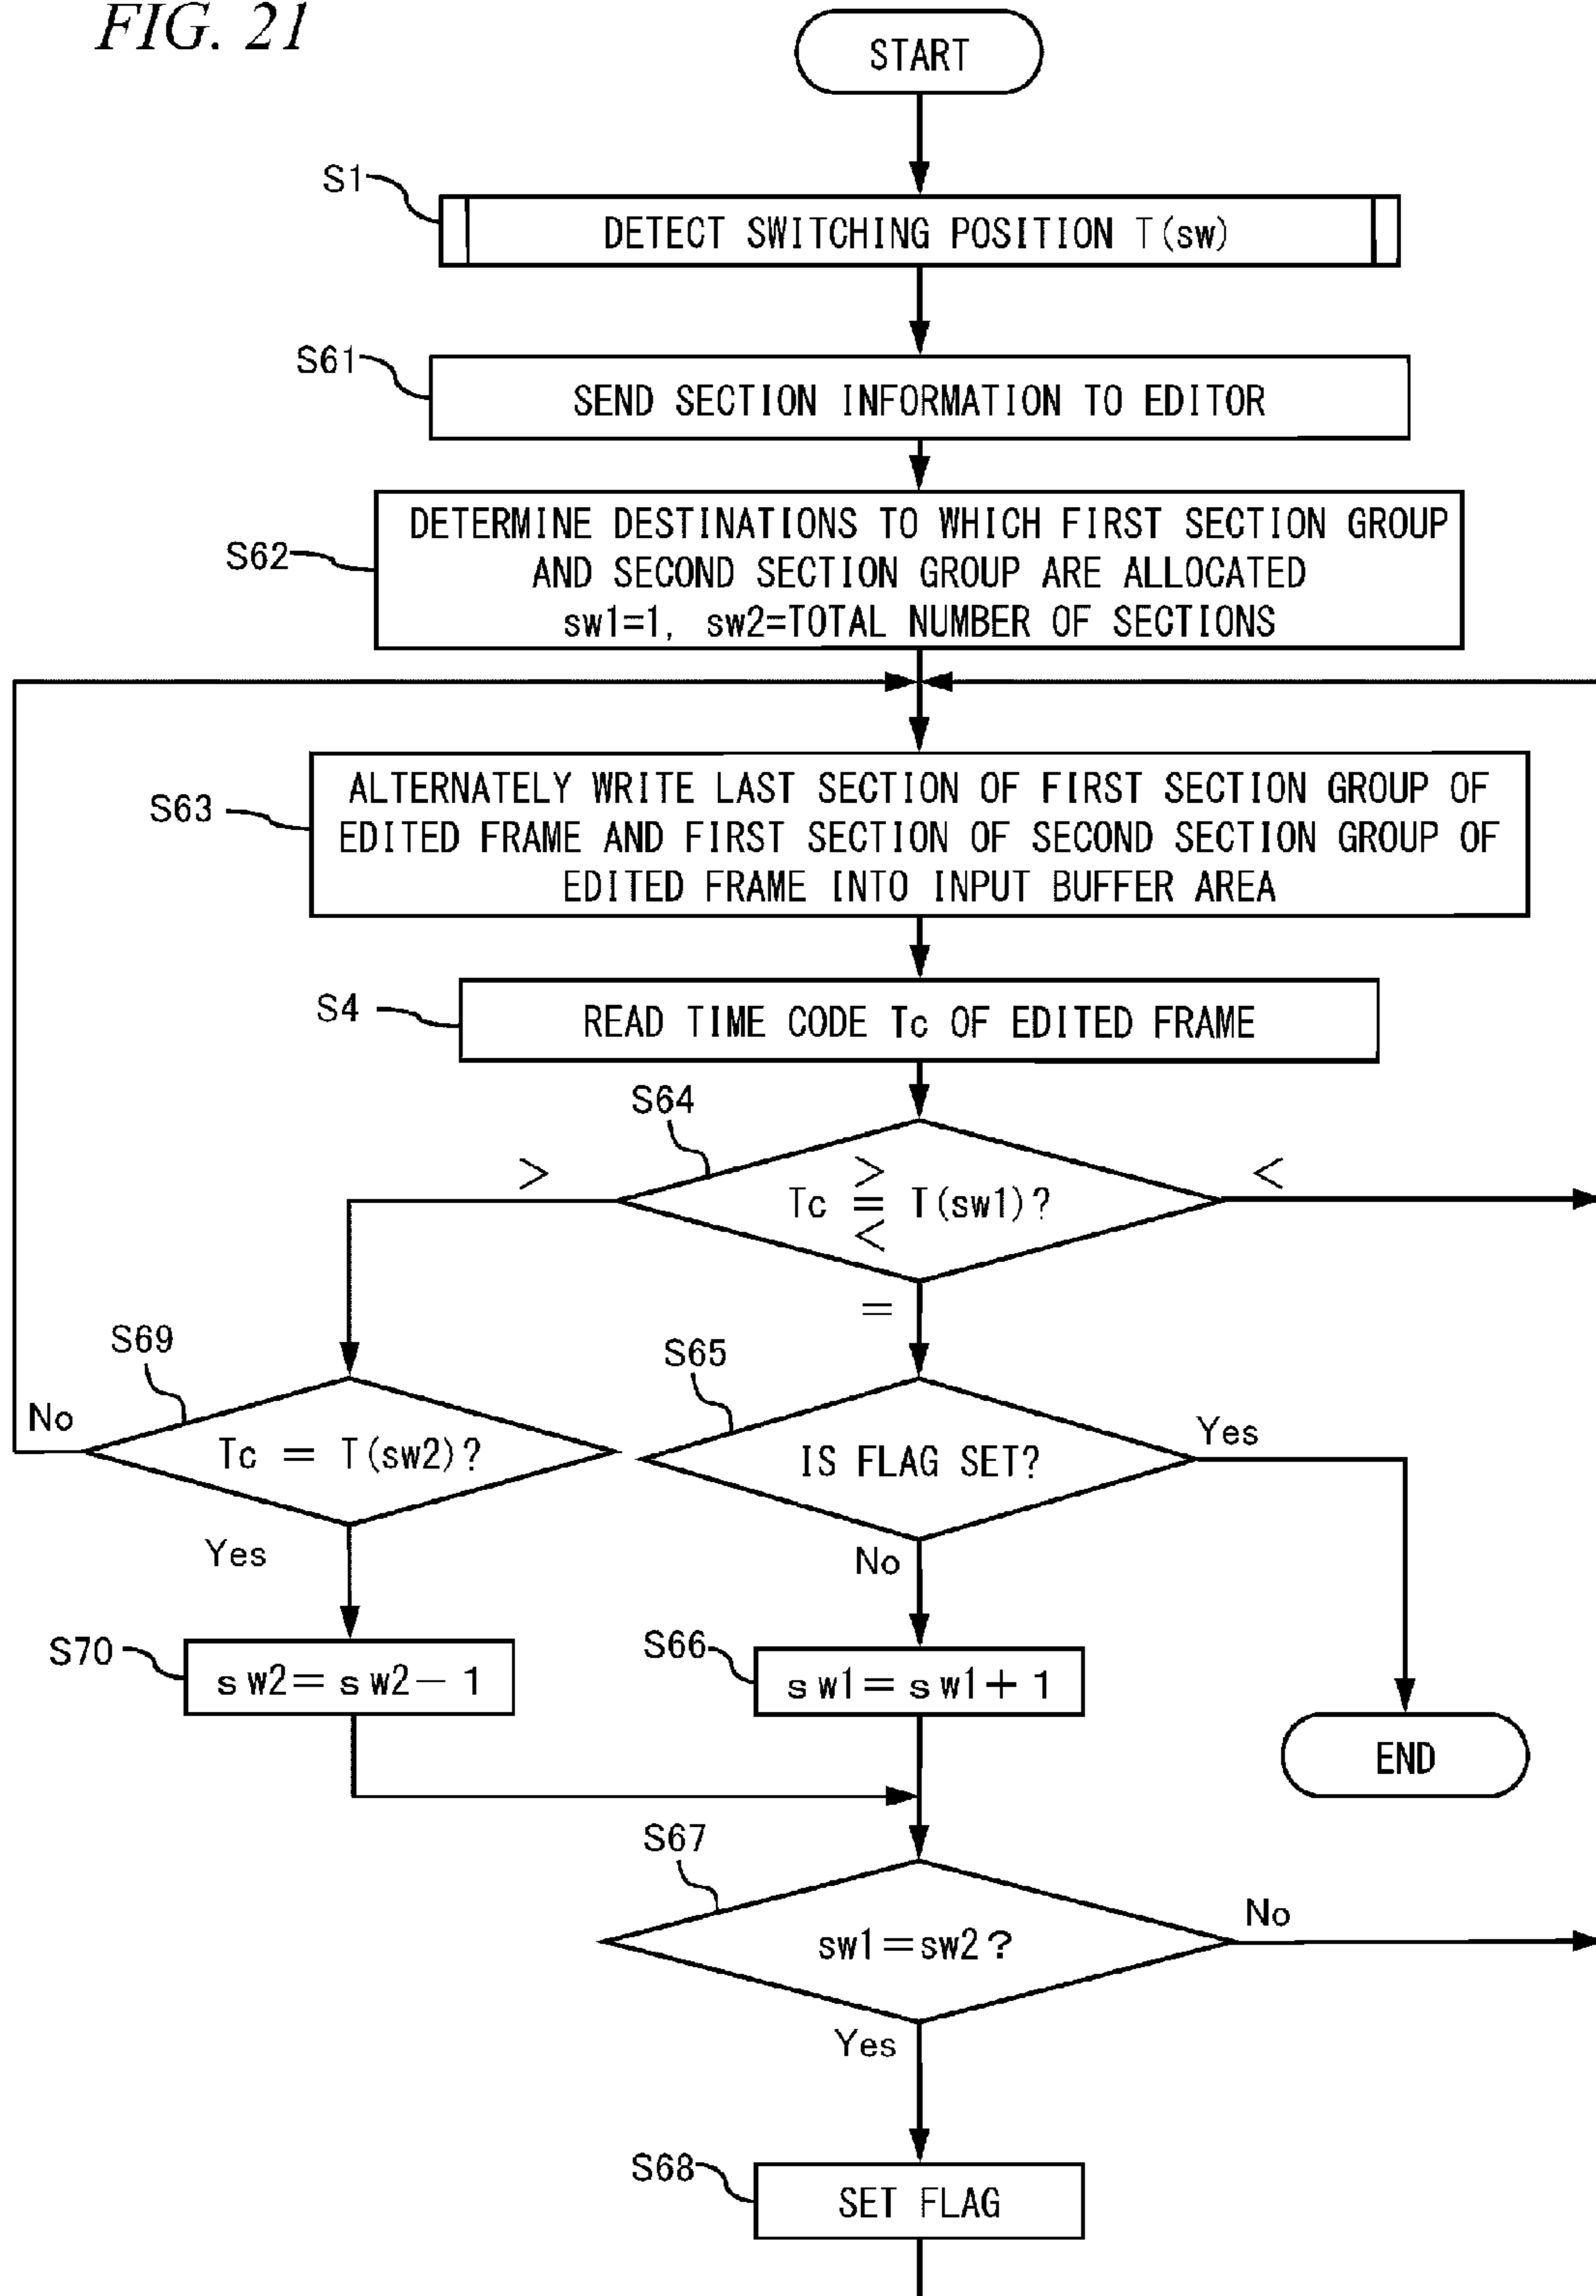 FIG. 21
START
S1
DETECT SWITCHING POSITION T(sw)
S61
SEND SECTION INFORMATION TO EDITOR
S62
DETERMINE DESTINATIONS TO WHICH FIRST SECTION GROUP
AND SECOND SECTION GROUP ARE ALLOCATED
sw1=1, sw2=TOTAL NUMBER OF SECTIONS
S63
ALTERNATELY WRITE LAST SECTION OF FIRST SECTION GROUP OF
EDITED FRAME AND FIRST SECTION OF SECOND SECTION GROUP OF
EDITED FRAME INTO INPUT BUFFER AREA
S4
READ TIME CODE Tc OF EDITED FRAME
S64
> > <
Tc = T(sw1)?
<
=
S69
S65
No
Tc = T(sw2)?
IS FLAG SET?
Yes
Yes
No
S70
sw2=sw2-1
S66
sw1=sw1+1
END
S67
sw1=sw2?
No
Yes
S68
SET FLAG